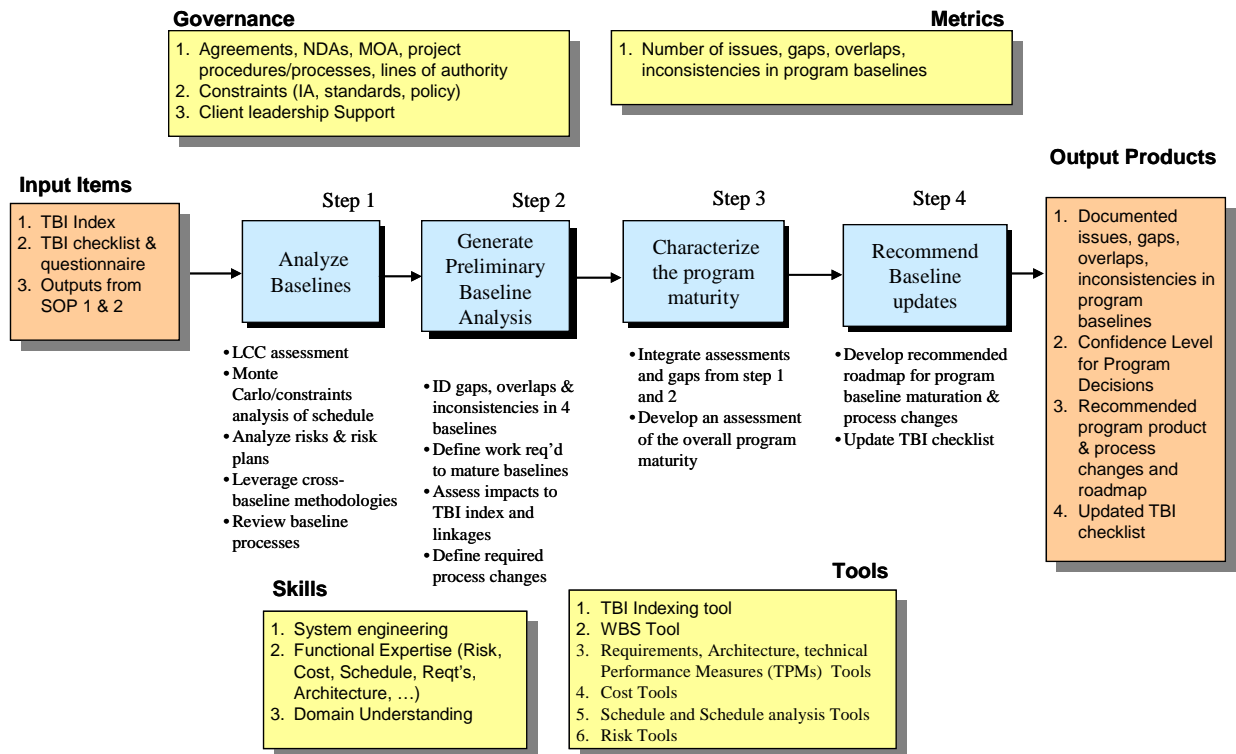 Governance
1. Agreements, NDAs, MOA, project
procedures/processes, lines of authority
2. Constraints (IA, standards, policy)
3. Client leadership Support
Metrics
1. Number of issues, gaps, overlaps,
inconsistencies in program baselines
Input Items
1. TBI Index
2. TBI checklist &
questionnaire
3. Outputs from
SOP 1 & 2
Step 1
Analyze
Baselines
• LCC assessment
• Monte
Carlo/constraints
analysis of schedule
• Analyze risks & risk
plans
• Leverage cross-
baseline methodologies
• Review baseline
processes
Step 2
Generate
Preliminary
Baseline
Analysis
• ID gaps, overlaps &
inconsistencies in 4
baselines
• Define work req'd
to mature baselines
• Assess impacts to
TBI index and
linkages
• Define required
process changes
Step 3
Characterize
the program
maturity
• Integrate assessments
and gaps from step 1
and 2
• Develop an assessment
of the overall program
maturity
Step 4
Recommend
Baseline
updates
• Develop recommended
roadmap for program
baseline maturation &
process changes
• Update TBI checklist
Output Products
1. Documented
issues, gaps,
overlaps,
inconsistencies in
program
baselines
2. Confidence Level
for Program
Decisions
3. Recommended
program product
& process
changes and
roadmap
4. Updated TBI
checklist
Skills
1. System engineering
2. Functional Expertise (Risk,
Cost, Schedule, Reqt's,
Architecture, …)
3. Domain Understanding
Tools
1. TBI Indexing tool
2. WBS Tool
3. Requirements, Architecture, technical
Performance Measures (TPMs) Tools
4. Cost Tools
5. Schedule and Schedule analysis Tools
6. Risk Tools